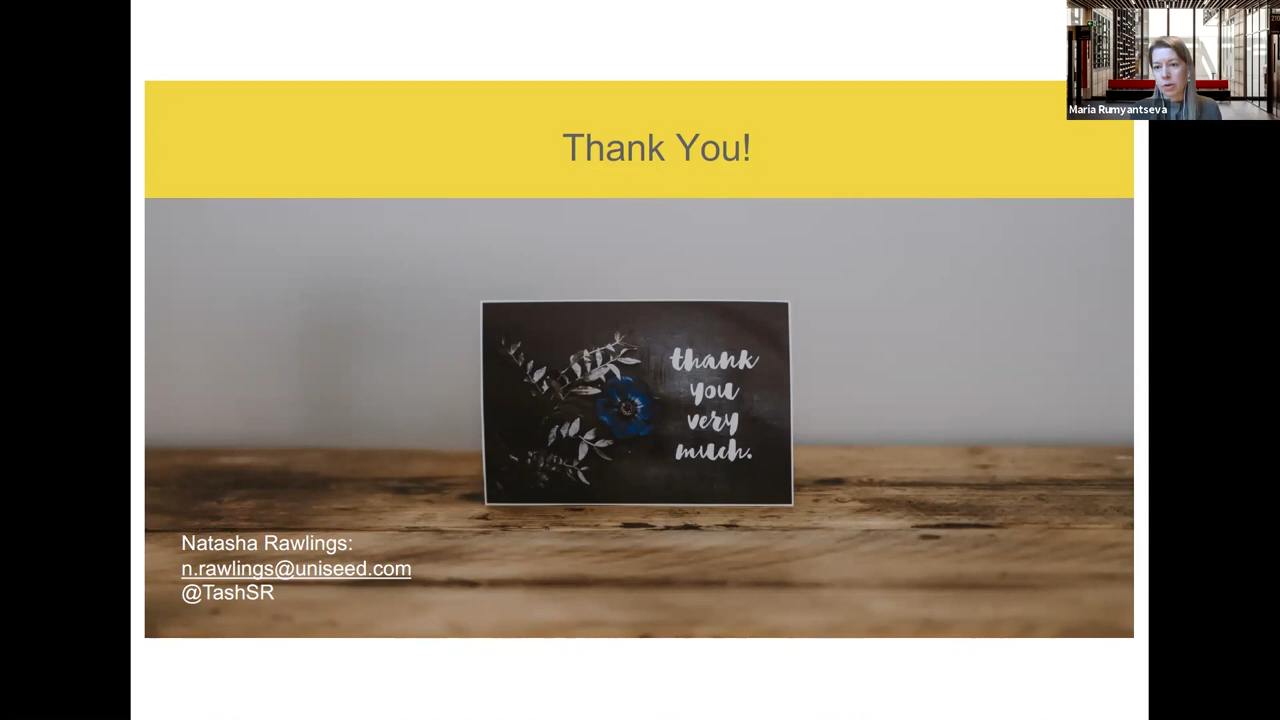 Maria Rumyantseva
Thank You!
thank
you
very
much.
Natasha Rawlings:
n.rawlings@uniseed.com
@TashSR